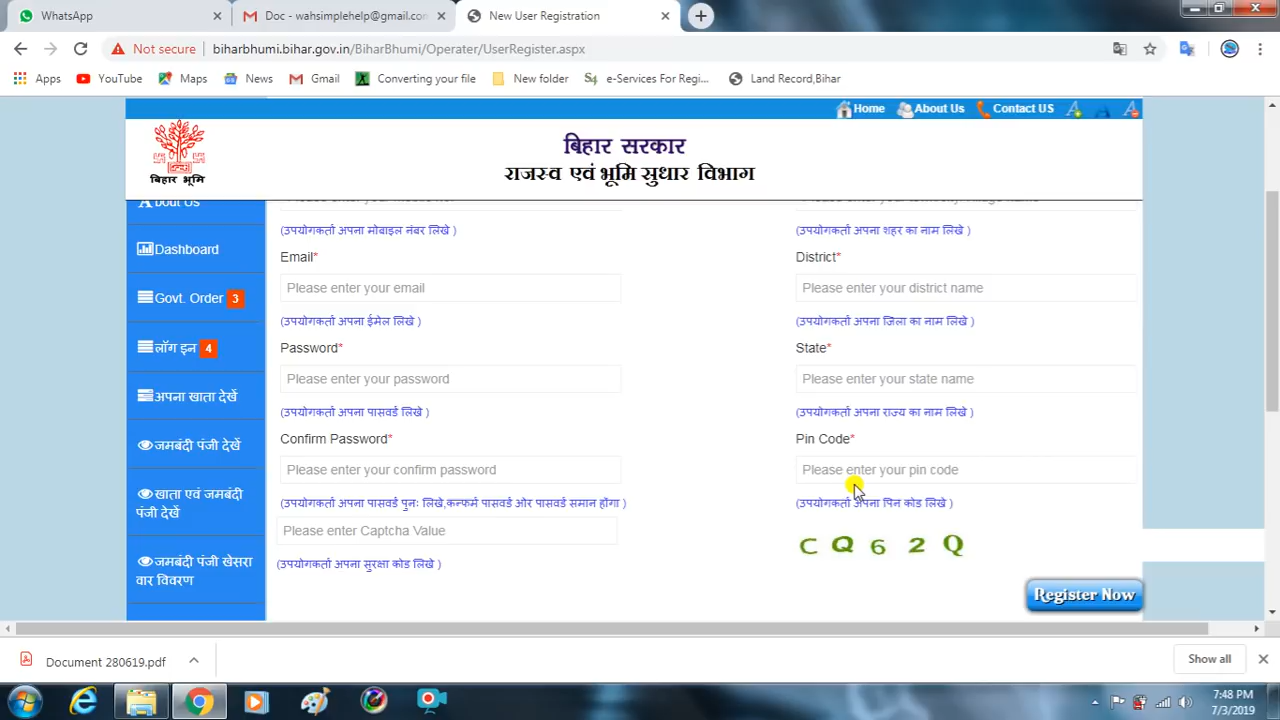 WhatsApp
Doc - wahsimplehelp@gmail.con
New User Registration
Not secure
biharbhumi.bihar.gov.in/BiharBhumi/Operater/UserRegister.aspx
Apps
YouTube
Maps
News
Gmail
Converting your file
New folder
e-Services For Regi...
Land Record,Bihar
Home
About Us
Contact US
बिहार सरकार
राजस्व एवं भूमि सुधार विभाग
बिहार भूमि
bout Us
(उपयोगकर्ता अपना मोबाइल नंबर लिखे )
(उपयोगकर्ता अपना शहर का नाम लिखे )
Dashboard
Email*
District*
Please enter your email
Please enter your district name
Govt. Order 3
(उपयोगकर्ता अपना ईमेल लिखे )
(उपयोगकर्ता अपना जिला का नाम लिखे )
लॉग इन 4
Password*
State*
Please enter your password
Please enter your state name
अपना खाता देखें
(उपयोगकर्ता अपना पासवर्ड लिखे )
(उपयोगकर्ता अपना राज्य का नाम लिखे )
जमबंदी पंजी देखें
Confirm Password*
Pin Code*
Please enter your confirm password
Please enter your pin code
खाता एवं जमबंदी
पंजी देखें
(उपयोगकर्ता अपना पासवर्ड पुनः लिखे,कन्फर्म पासवर्ड ओर पासवर्ड समान होंगा )
(उपयोगकर्ता अपना पिन कोड लिखे )
Please enter Captcha Value
C Q 6 2 Q
(उपयोगकर्ता अपना सुरक्षा कोड लिखे )
जमबंदी पंजी खेसरा
वार विवरण
Register Now
Document 280619.pdf
Show all
7:48 PM
7/3/2019